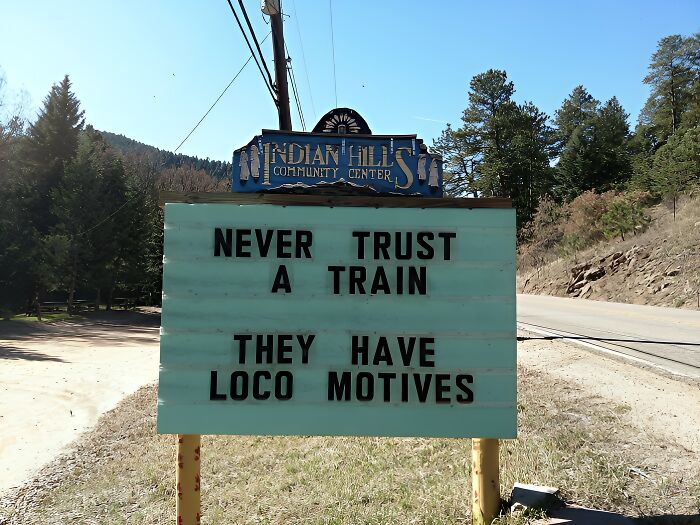 INDIAN HILLS
COMMUNITY CENTER
NEVER TRUST
A TRAIN
THEY HAVE
LOCO MOTIVES